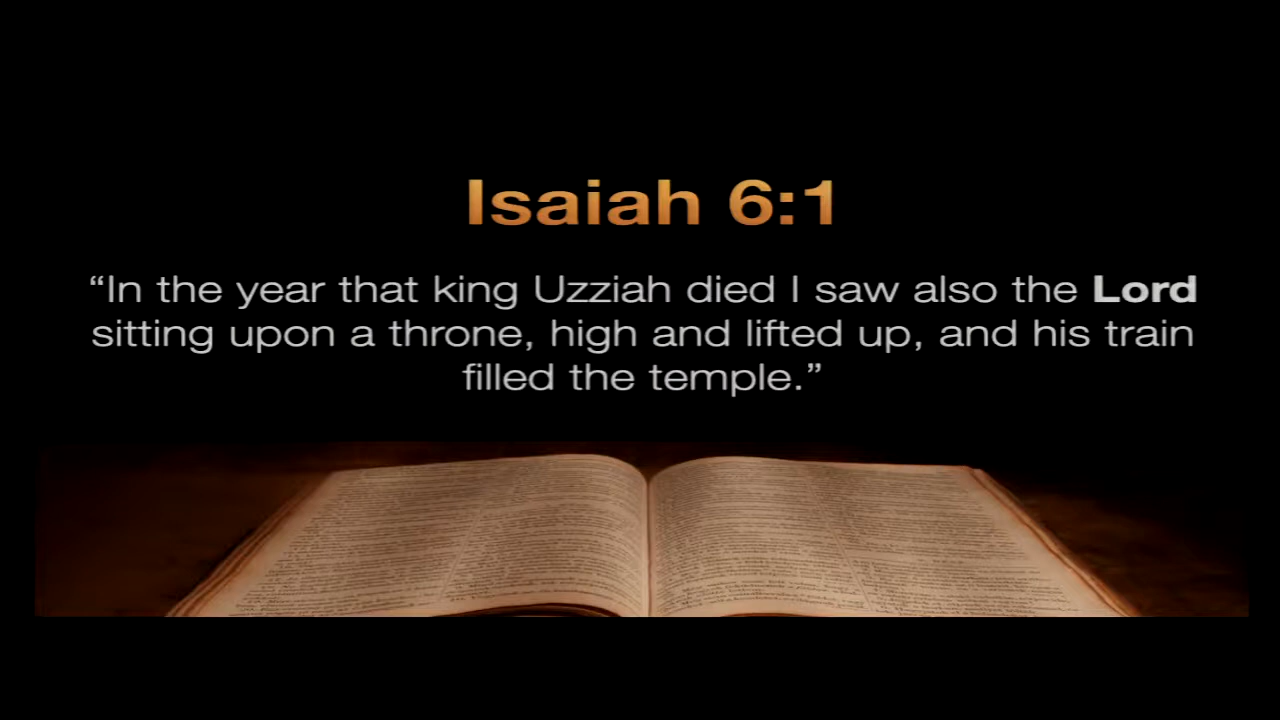 Isaiah 6:1
“In the year that king Uzziah died I saw also the Lord
sitting upon a throne, high and lifted up, and his train
filled the temple.”